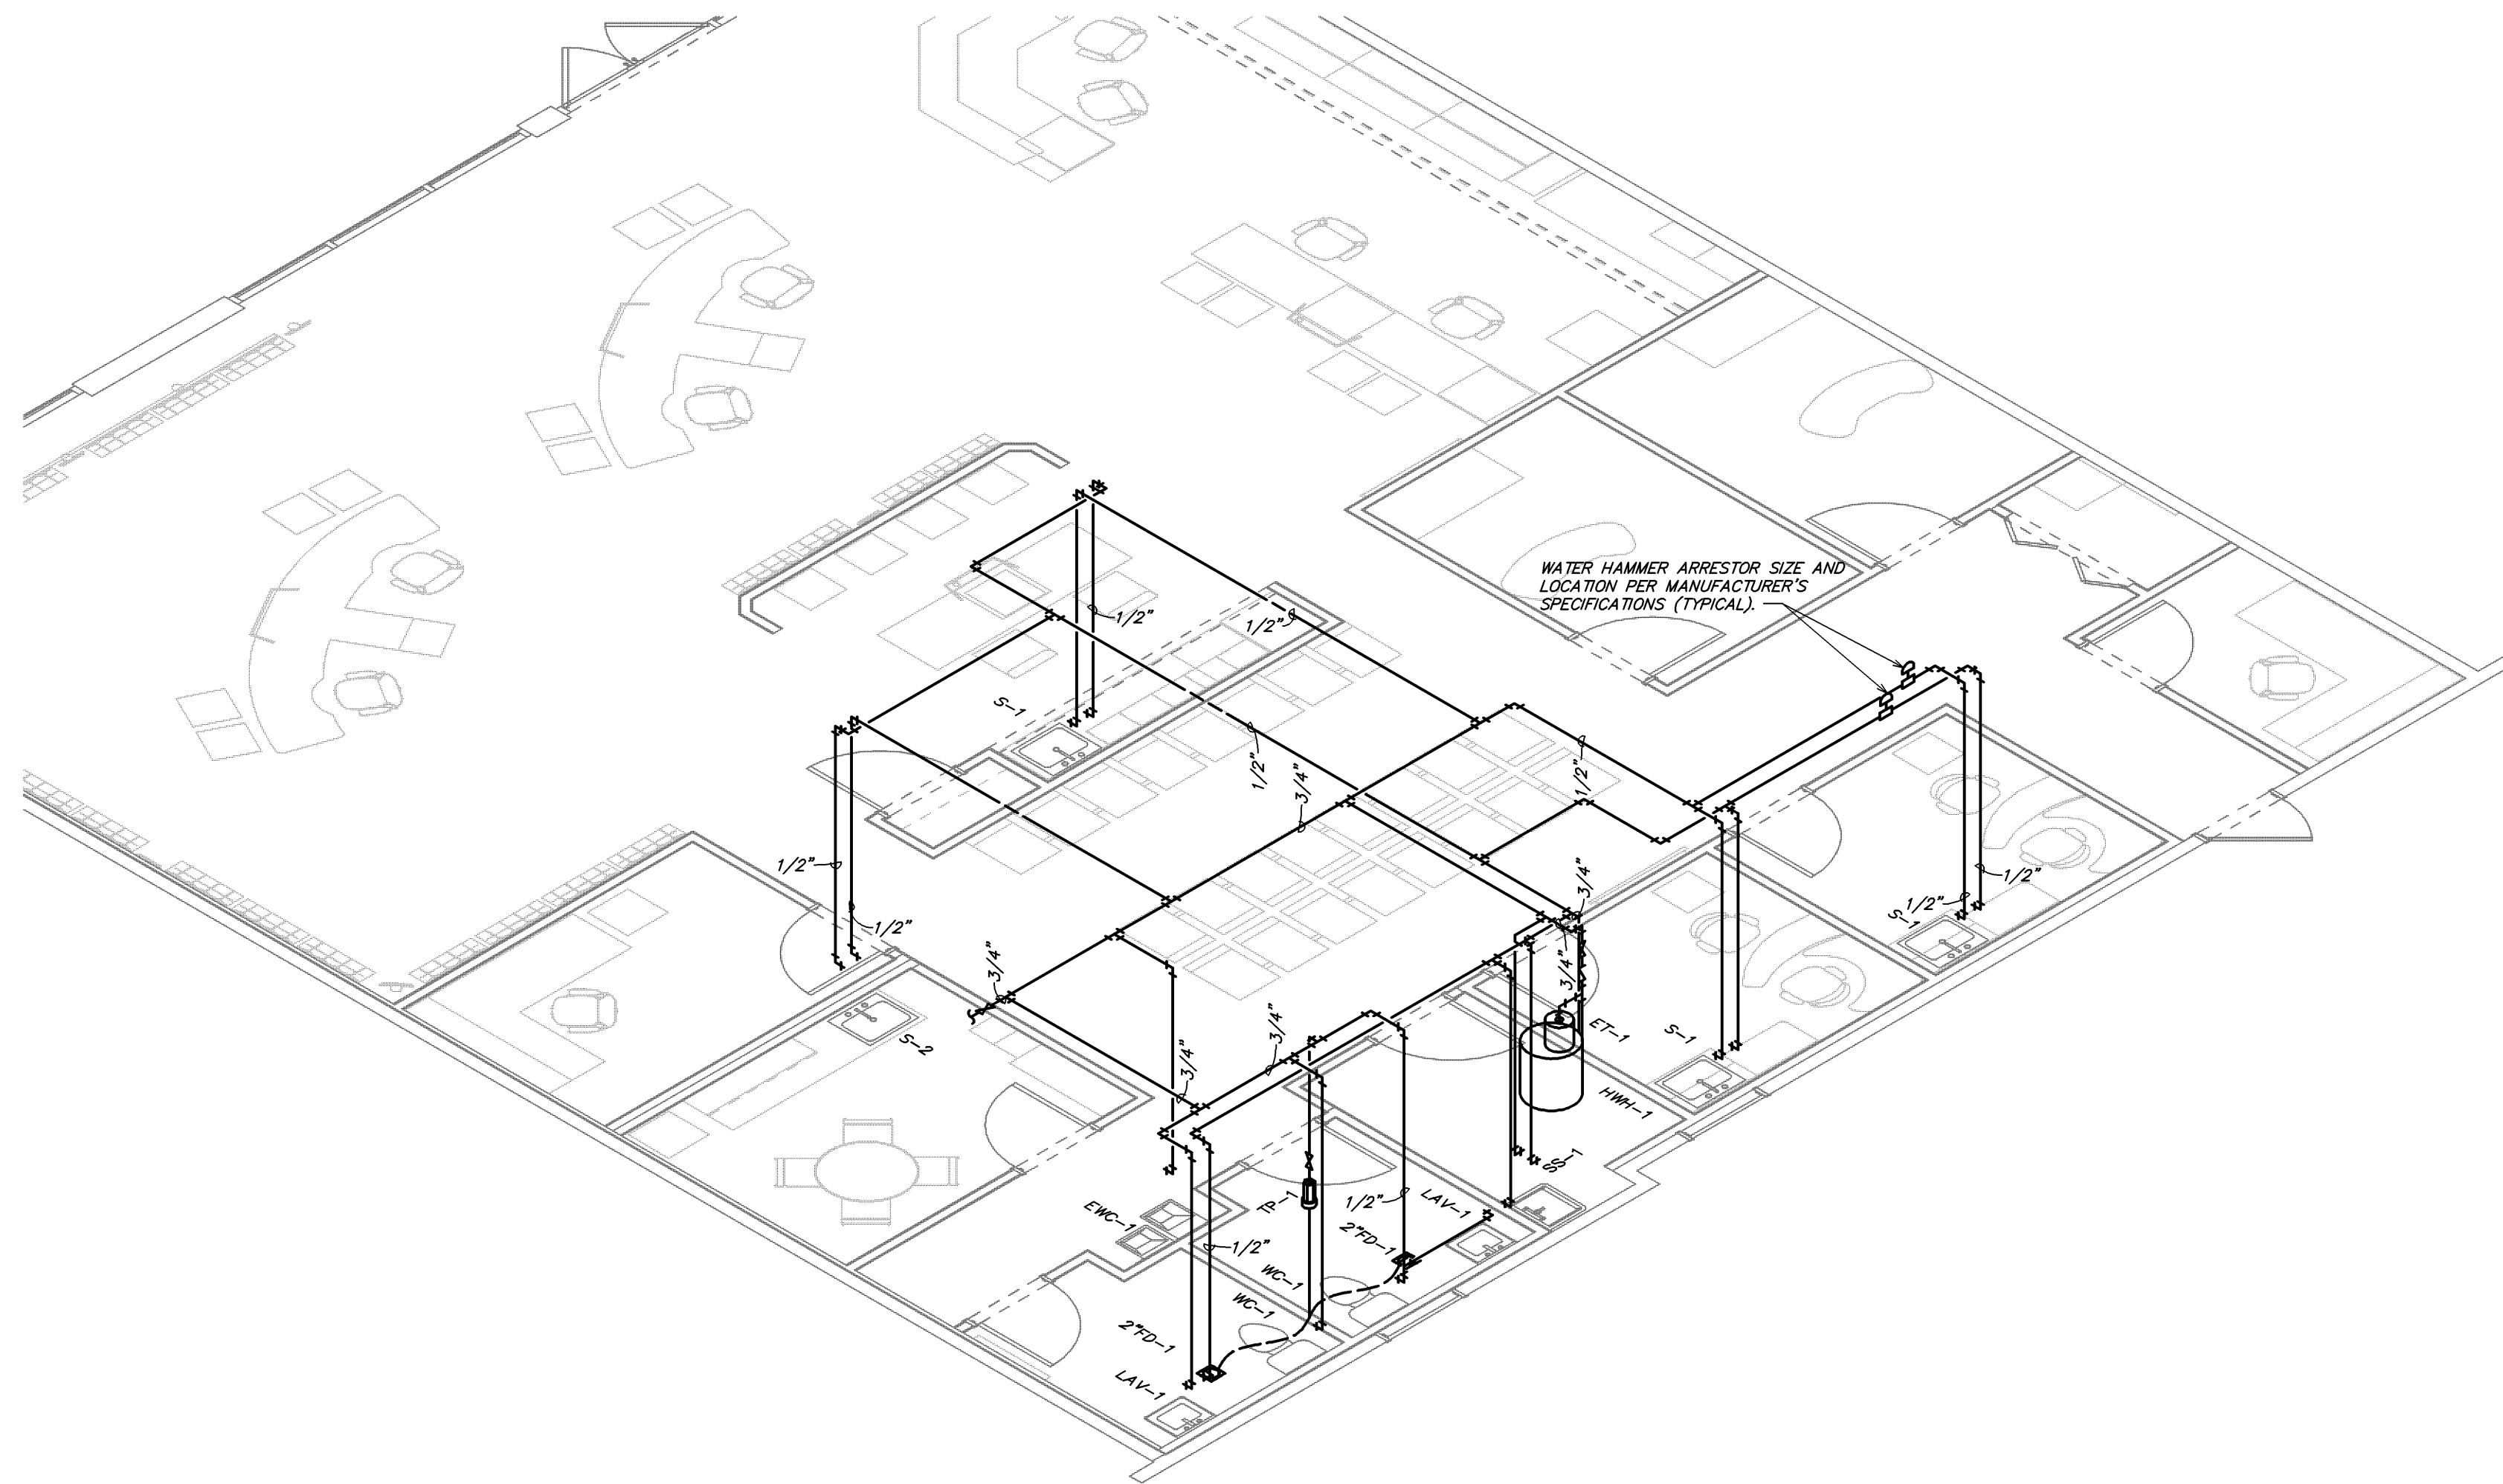 WATER HAMMER ARRESTOR SIZE AND
LOCATION PER MANUFACTURER'S
SPECIFICATIONS (TYPICAL).
1/2"
1/2"
S-1
1/2"
1/2"
3/4"
1/2"
1/2"
3/4"
1/2"
1/2"
S-1
3/4"
3/4"
S-2
ET-1
S-1
3/4"
3/4"
HWH-1
SS-1
TP-1
1/2"
LAV-1
EWC-1
1/2"
2"FD-1
WC-1
WC-1
2"FD-1
LAV-1